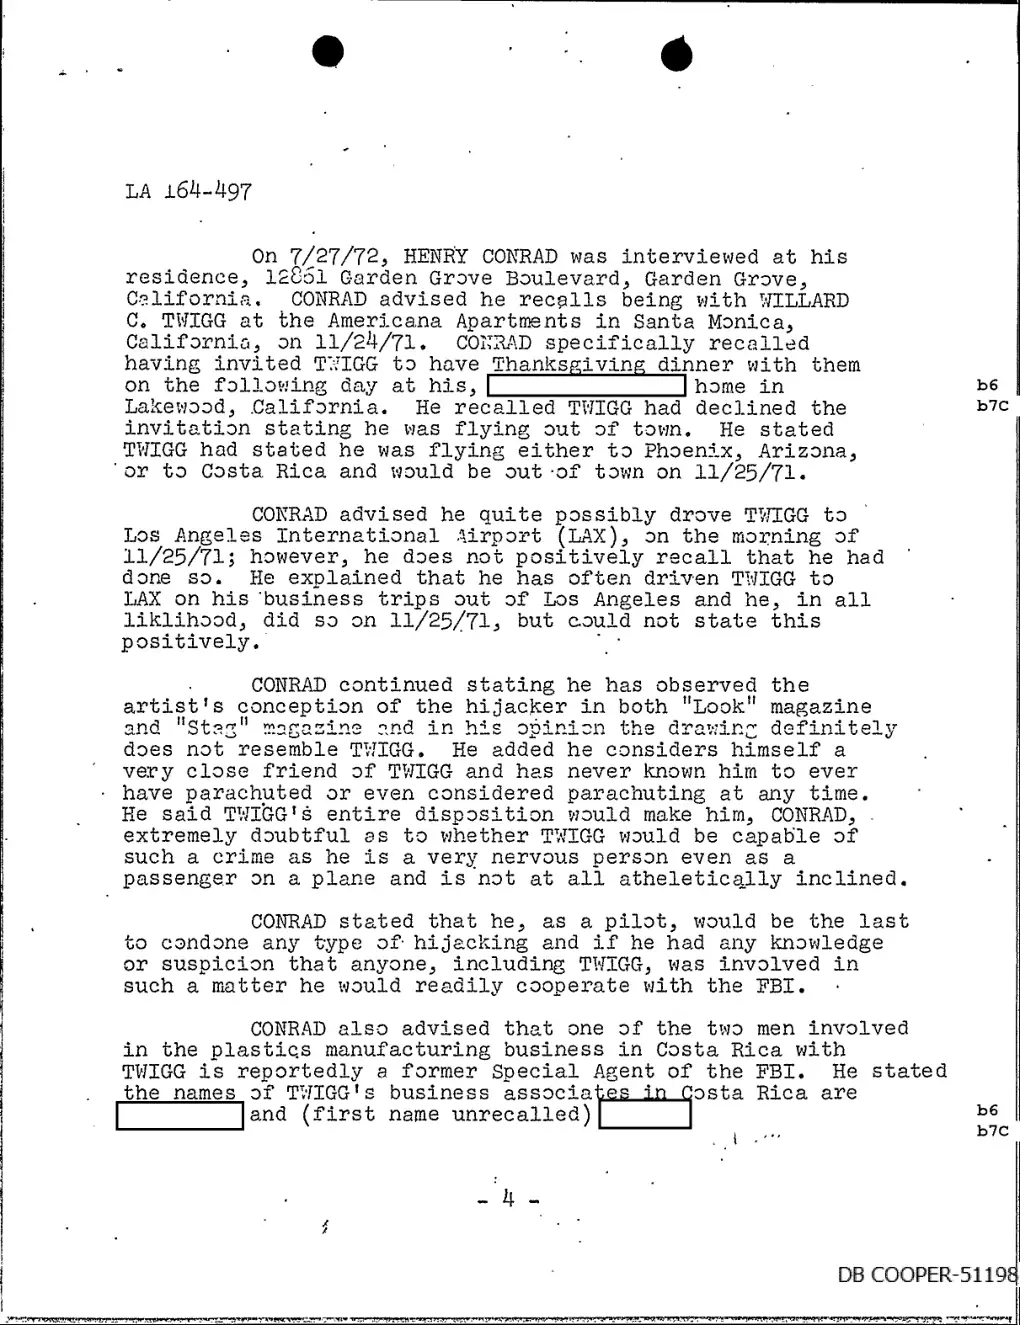 LA 164-497
On 7/27/72, HENRY CONRAD was interviewed at his
residence, 12861 Garden Grove Boulevard, Garden Grove,
California. CONRAD advised he recalls being with WILLARD
C. TWIGG at the Americana Apartments in Santa Monica,
California, on 11/24/71. CONRAD specifically recalled
having invited TWIGG to have Thanksgiving dinner with them
on the following day at his, home in b6
Lakewood, California. He recalled TWIGG had declined the b7C
invitation stating he was flying out of town. He stated
TWIGG had stated he was flying either to Phoenix, Arizona,
or to Costa Rica and would be out of town on 11/25/71.
CONRAD advised he quite possibly drove TWIGG to
Los Angeles International Airport (LAX), on the morning of
11/25/71; however, he does not positively recall that he had
done so. He explained that he has often driven TWIGG to
LAX on his business trips out of Los Angeles and he, in all
liklihood, did so on 11/25/71, but could not state this
positively.
CONRAD continued stating he has observed the
artist's conception of the hijacker in both "Look" magazine
and "Stag" magazine and in his opinion the drawing definitely
does not resemble TWIGG. He added he considers himself a
very close friend of TWIGG and has never known him to ever
have parachuted or even considered parachuting at any time.
He said TWIGG's entire disposition would make him, CONRAD,
extremely doubtful as to whether TWIGG would be capable of
such a crime as he is a very nervous person even as a
passenger on a plane and is not at all atheletically inclined.
CONRAD stated that he, as a pilot, would be the last
to condone any type of hijacking and if he had any knowledge
or suspicion that anyone, including TWIGG, was involved in
such a matter he would readily cooperate with the FBI.
CONRAD also advised that one of the two men involved
in the plastics manufacturing business in Costa Rica with
TWIGG is reportedly a former Special Agent of the FBI. He stated
the names of TWIGG's business associates in Costa Rica are
and (first name unrecalled) b6
b7C
- 4 -
DB COOPER-51198